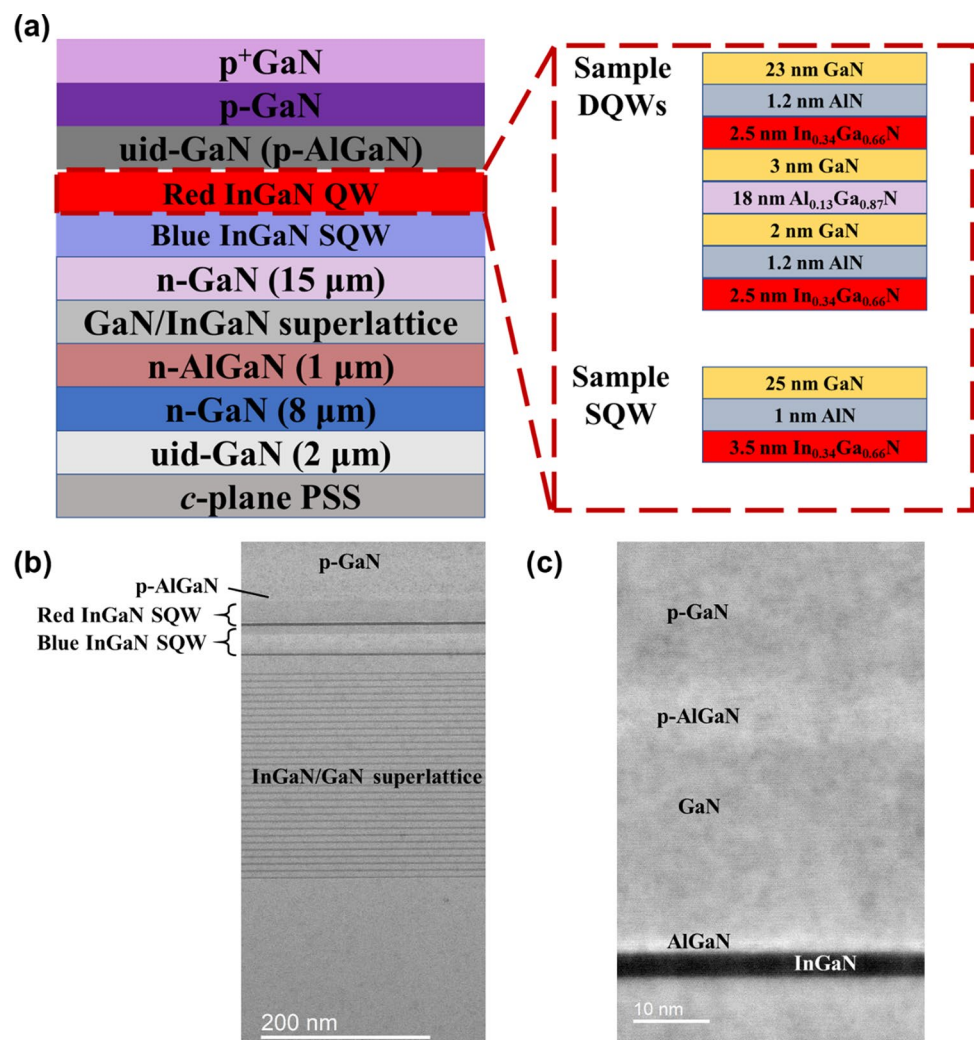 (a)
p⁺GaN
p-GaN
uid-GaN (p-AlGaN)
Red InGaN QW
Blue InGaN SQW
n-GaN (15 μm)
GaN/InGaN superlattice
n-AlGaN (1 μm)
n-GaN (8 μm)
uid-GaN (2 μm)
c-plane PSS
Sample
DQWs
23 nm GaN
1.2 nm AlN
2.5 nm In₀.₃₄Ga₀.₆₆N
3 nm GaN
18 nm Al₀.₁₃Ga₀.₈₇N
2 nm GaN
1.2 nm AlN
2.5 nm In₀.₃₄Ga₀.₆₆N
Sample
SQW
25 nm GaN
1 nm AlN
3.5 nm In₀.₃₄Ga₀.₆₆N
(b)
p-GaN
p-AlGaN
Red InGaN SQW
Blue InGaN SQW
InGaN/GaN superlattice
200 nm
(c)
p-GaN
p-AlGaN
GaN
AlGaN
InGaN
10 nm